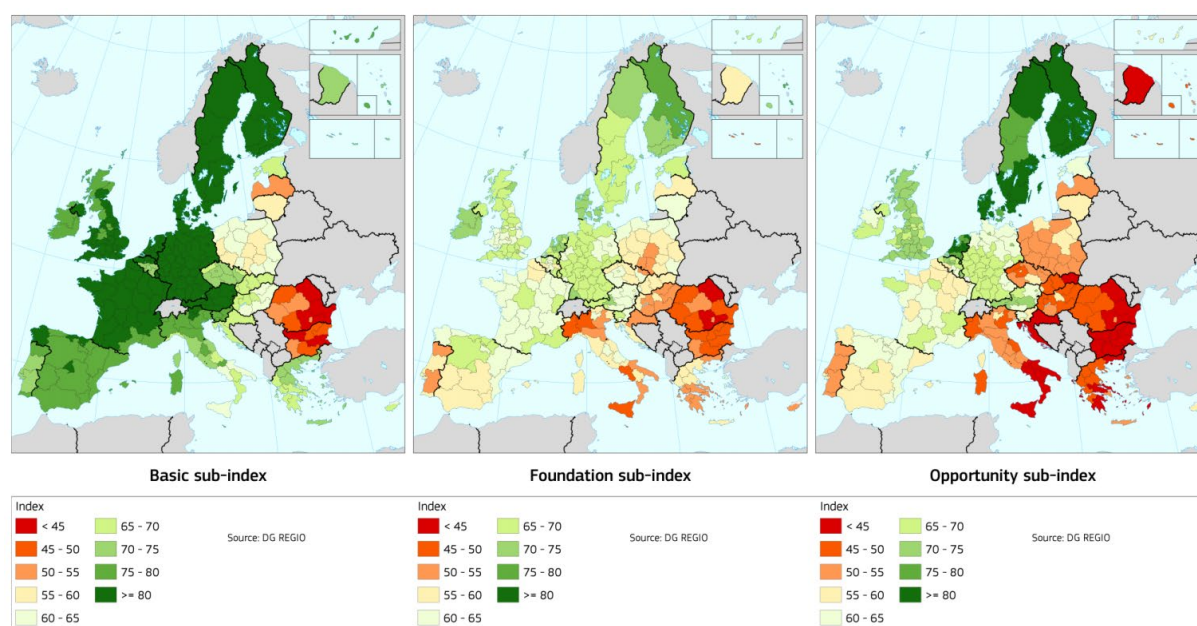 Basic sub-index
Foundation sub-index
Opportunity sub-index
Index
< 45
45 - 50
50 - 55
55 - 60
60 - 65
65 - 70
70 - 75
75 - 80
>= 80
Source: DG REGIO
Index
< 45
45 - 50
50 - 55
55 - 60
60 - 65
65 - 70
70 - 75
75 - 80
>= 80
Source: DG REGIO
Index
< 45
45 - 50
50 - 55
55 - 60
60 - 65
65 - 70
70 - 75
75 - 80
>= 80
Source: DG REGIO